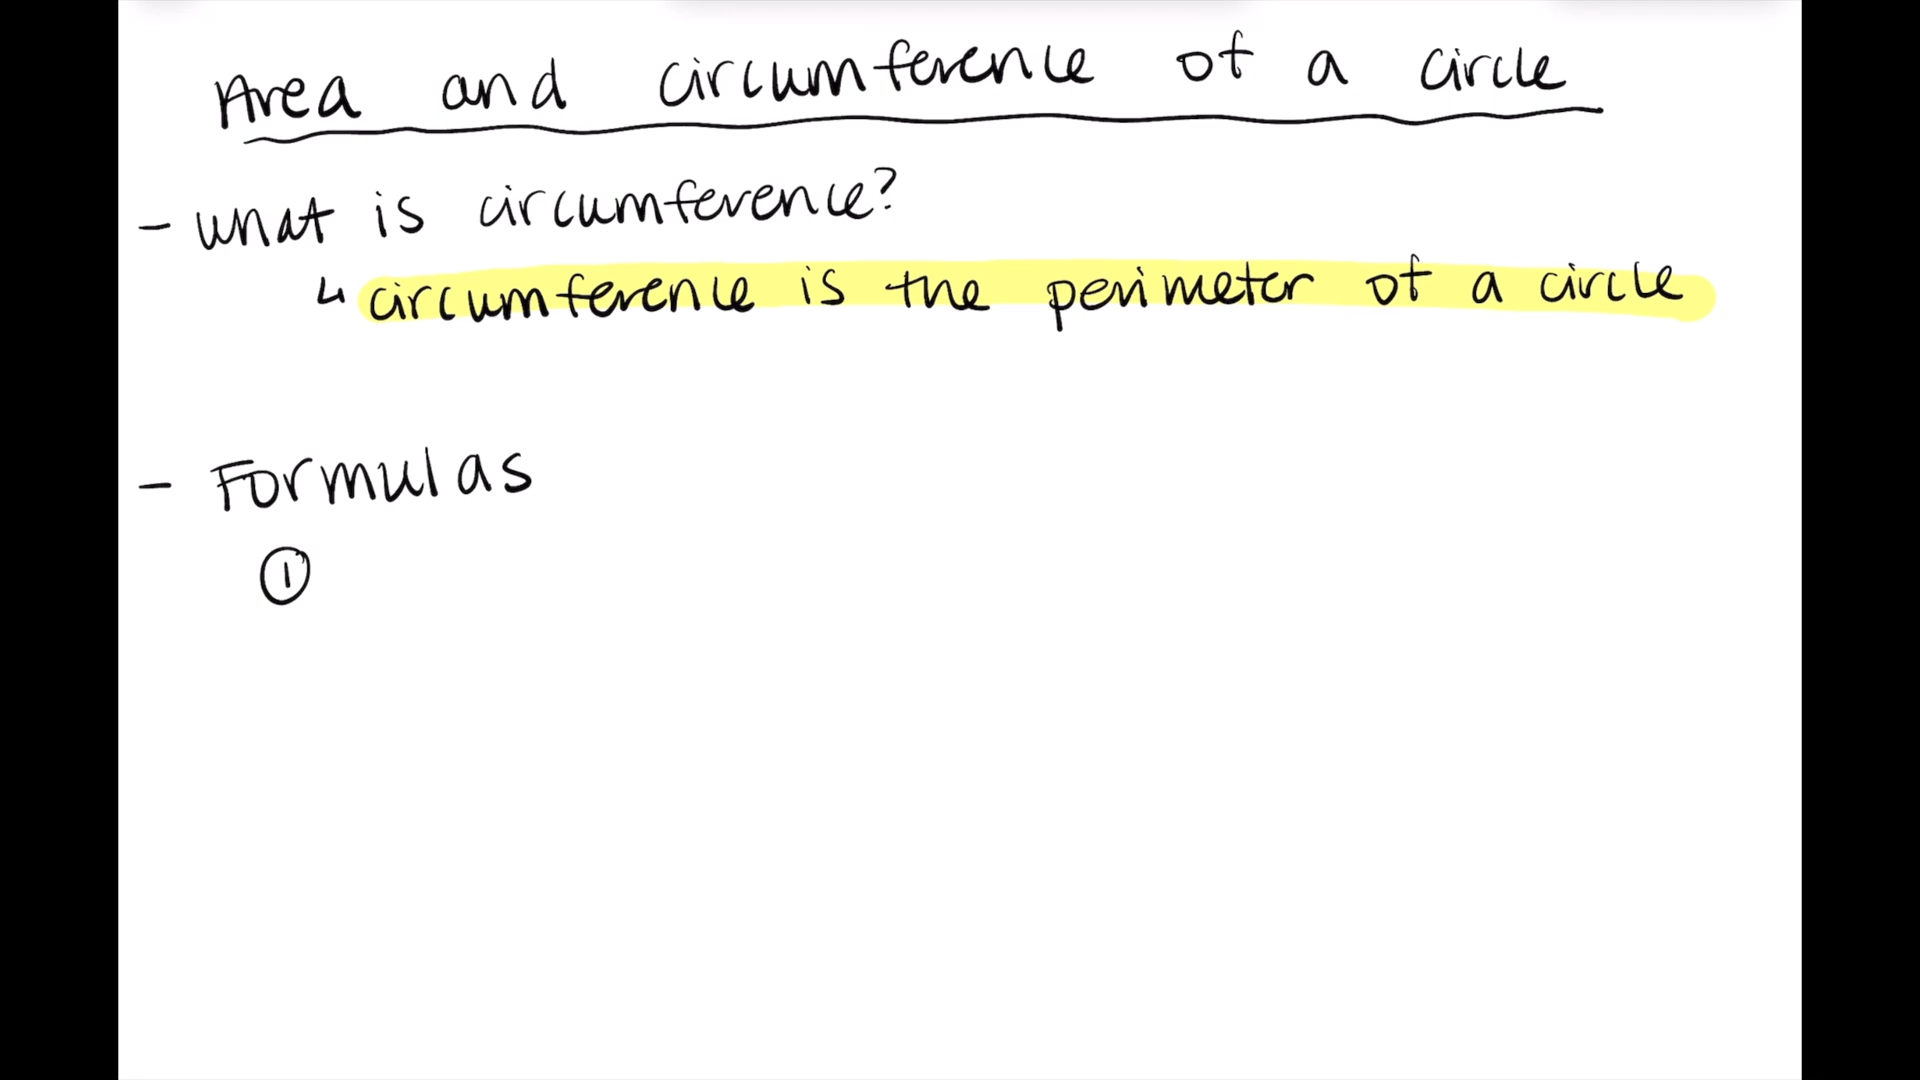 Area and circumference of a circle
- what is circumference?
↳ circumference is the perimeter of a circle
- Formulas
①